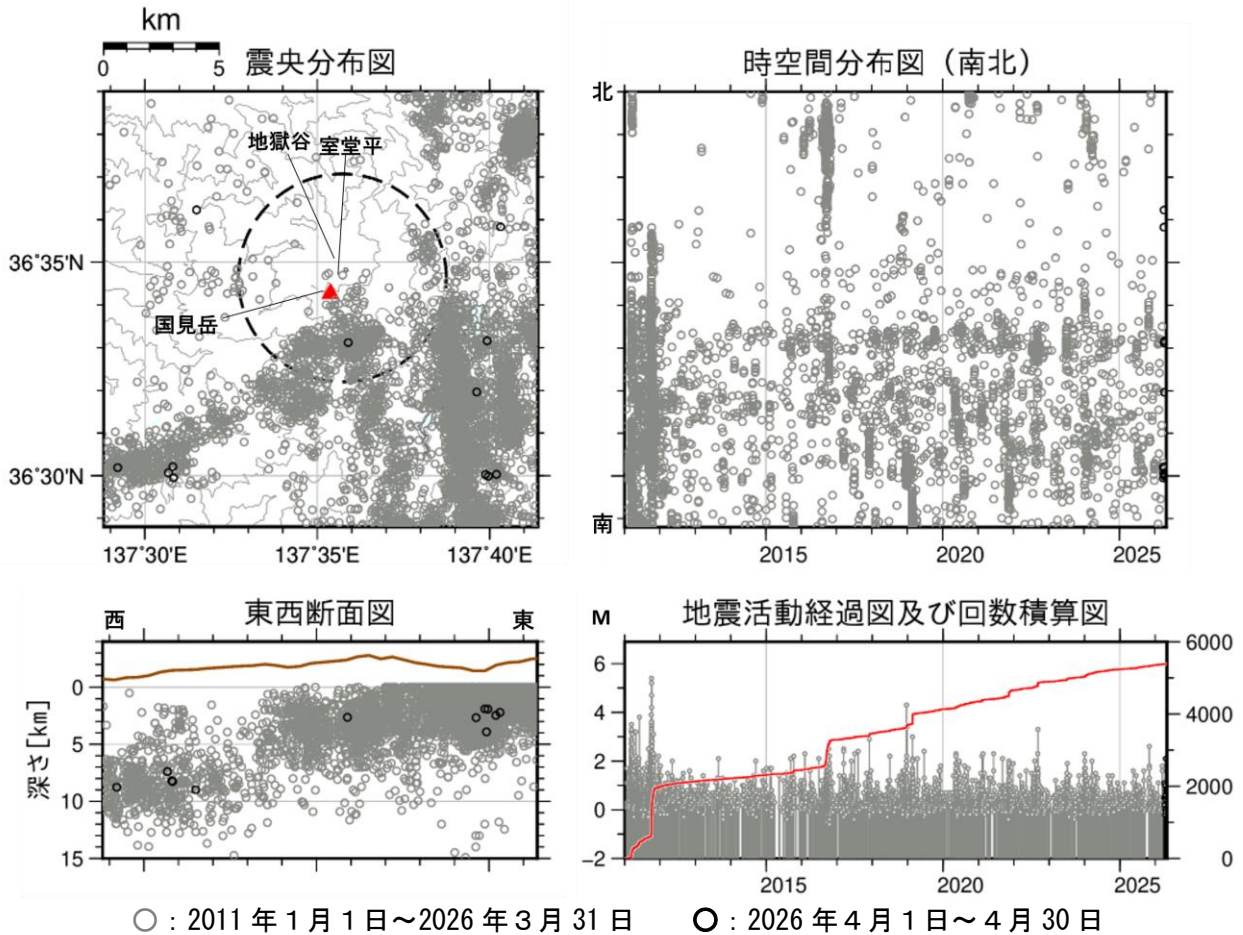 km
0 5
震央分布図
地獄谷 室堂平
国見岳
36°35'N
36°30'N
137°30'E 137°35'E 137°40'E
時空間分布図（南北）
北
南
2015 2020 2025
西 東西断面図 東
深さ[km]
0
5
10
15
M 地震活動経過図及び回数積算図
6 6000
4 4000
2
0 2000
−2 0
2015 2020 2025
○：2011年１月１日～2026年３月31日 ○：2026年４月１日～４月30日